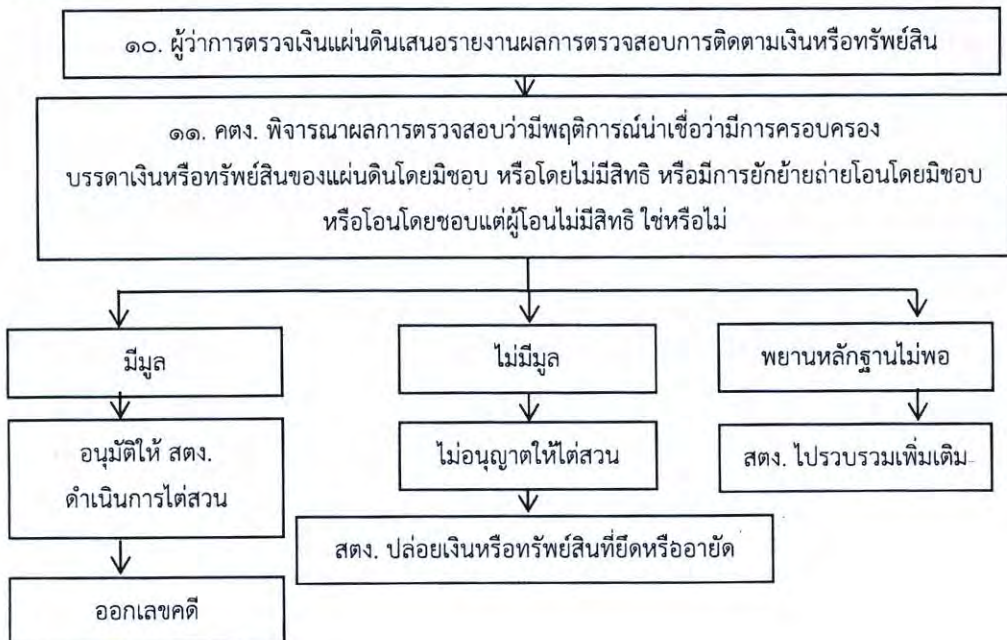 ๑๐. ผู้ว่าการตรวจเงินแผ่นดินเสนอรายงานผลการตรวจสอบการติดตามเงินหรือทรัพย์สิน
๑๑. คตง. พิจารณาผลการตรวจสอบว่ามีพฤติการณ์น่าเชื่อว่ามีการครอบครอง
บรรดาเงินหรือทรัพย์สินของแผ่นดินโดยมิชอบ หรือโดยไม่มีสิทธิ หรือมีการยักย้ายถ่ายโอนโดยมิชอบ
หรือโอนโดยชอบแต่ผู้โอนไม่มีสิทธิ ใช่หรือไม่
มีมูล
ไม่มีมูล
พยานหลักฐานไม่พอ
อนุมัติให้ สตง.
ดำเนินการไต่สวน
ไม่อนุญาตให้ไต่สวน
สตง. ไปรวบรวมเพิ่มเติม
สตง. ปล่อยเงินหรือทรัพย์สินที่ยึดหรืออายัด
ออกเลขคดี